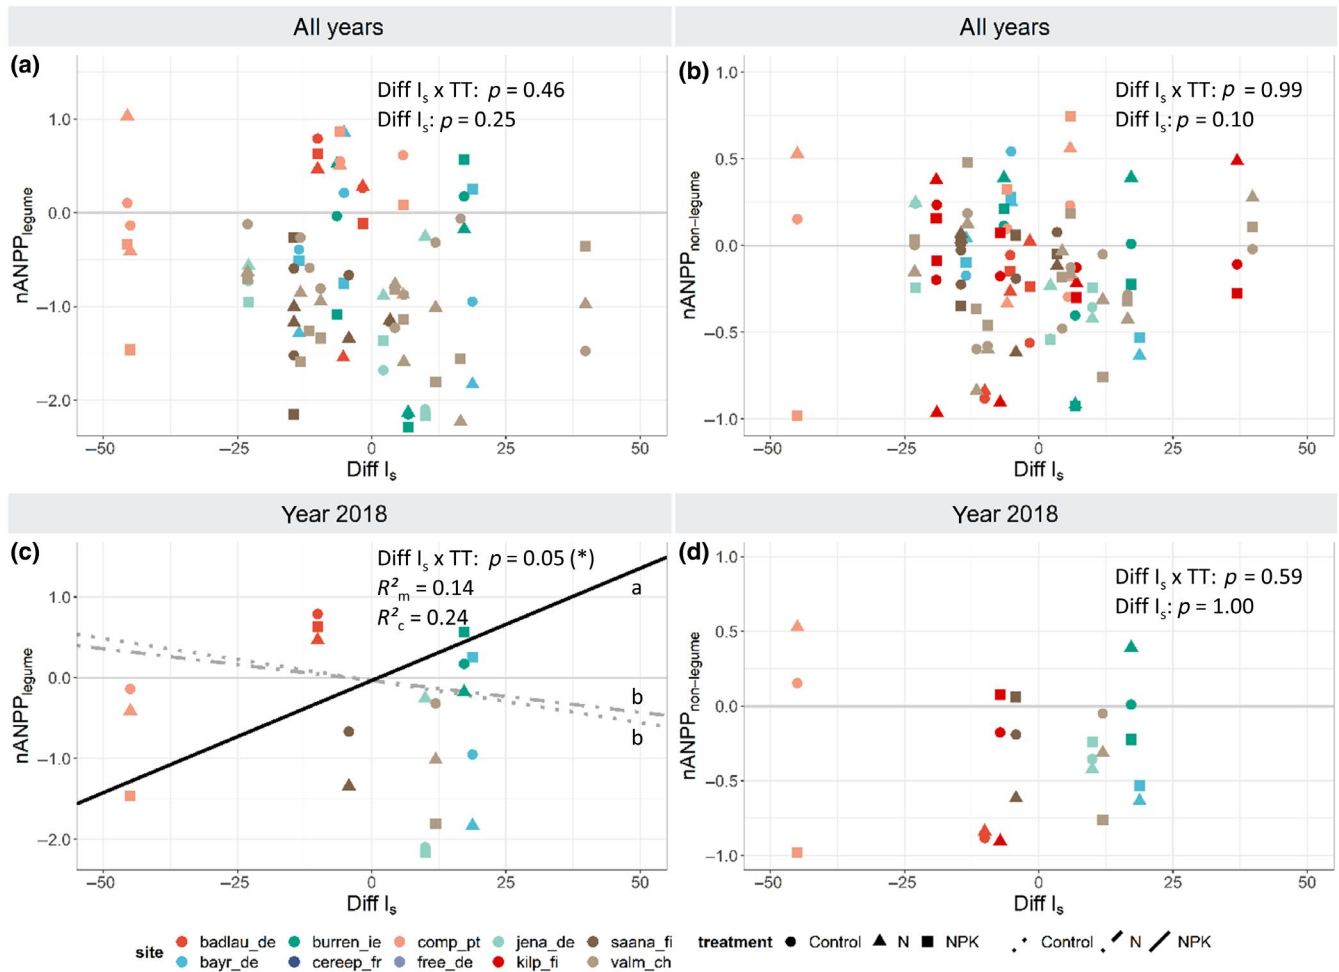 All years
All years
(a)
Diff Is x TT: p = 0.46
Diff Is: p = 0.25
1.0
0.0
−1.0
−2.0
nANPPlegume
−50
−25
0
25
50
Diff Is
(b)
Diff Is x TT: p = 0.99
Diff Is: p = 0.10
1.0
0.5
0.0
−0.5
−1.0
nANPPnon−legume
−50
−25
0
25
50
Diff Is
Year 2018
Year 2018
(c)
Diff Is x TT: p = 0.05 (*)
R²m = 0.14
R²c = 0.24
a
b
b
1.0
0.0
−1.0
−2.0
nANPPlegume
−50
−25
0
25
50
Diff Is
(d)
Diff Is x TT: p = 0.59
Diff Is: p = 1.00
1.0
0.5
0.0
−0.5
−1.0
nANPPnon−legume
−50
−25
0
25
50
Diff Is
site
badlau_de
burren_ie
comp_pt
jena_de
saana_fi
bayr_de
cereep_fr
free_de
kilp_fi
valm_ch
treatment
Control
N
NPK
Control
N
NPK